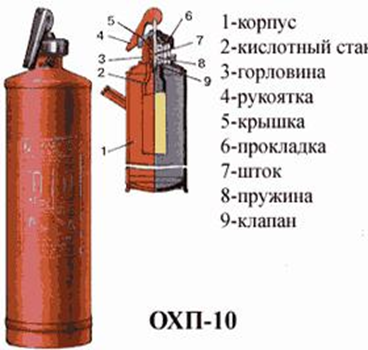 1-корпус
2-кислотный
3-горловина
4-рукоятка
5-крышка
6-прокладка
7-шток
8-пружина
9-клапан
5
6
4
7
3
8
2
9
1
ОХП-10